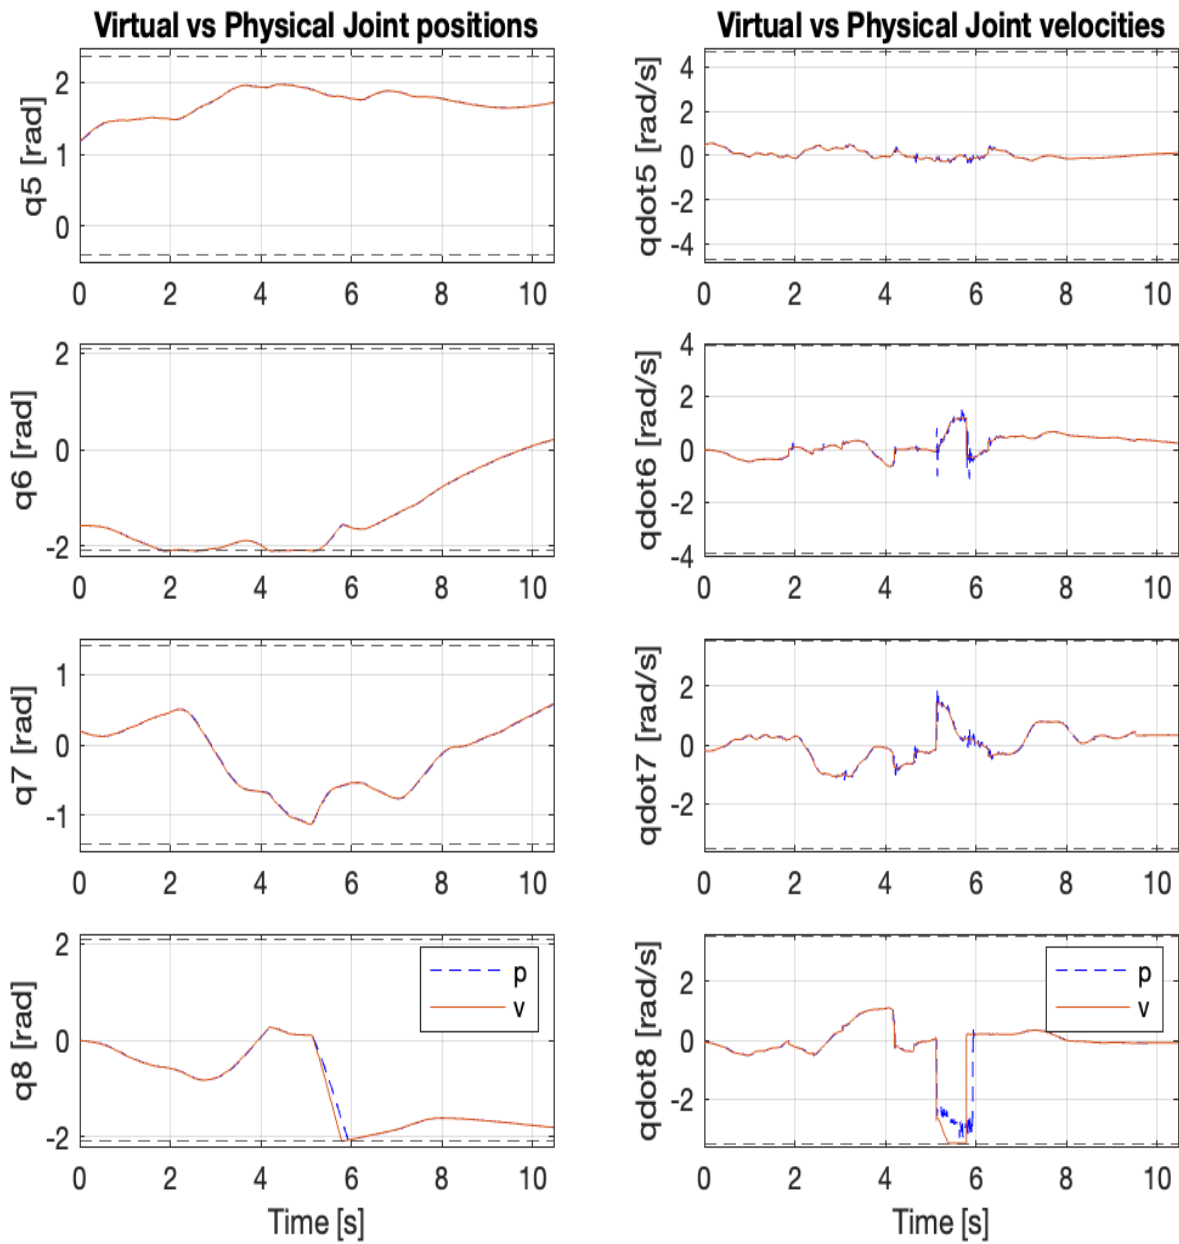 Virtual vs Physical Joint positions
q5 [rad]
2
1
0
0 2 4 6 8 10
q6 [rad]
2
0
-2
0 2 4 6 8 10
q7 [rad]
1
0
-1
0 2 4 6 8 10
q8 [rad]
2
0
-2
p
v
0 2 4 6 8 10
Time [s]
Virtual vs Physical Joint velocities
qdot5 [rad/s]
4
2
0
-2
-4
0 2 4 6 8 10
qdot6 [rad/s]
4
2
0
-2
-4
0 2 4 6 8 10
qdot7 [rad/s]
2
0
-2
0 2 4 6 8 10
qdot8 [rad/s]
2
0
-2
p
v
0 2 4 6 8 10
Time [s]